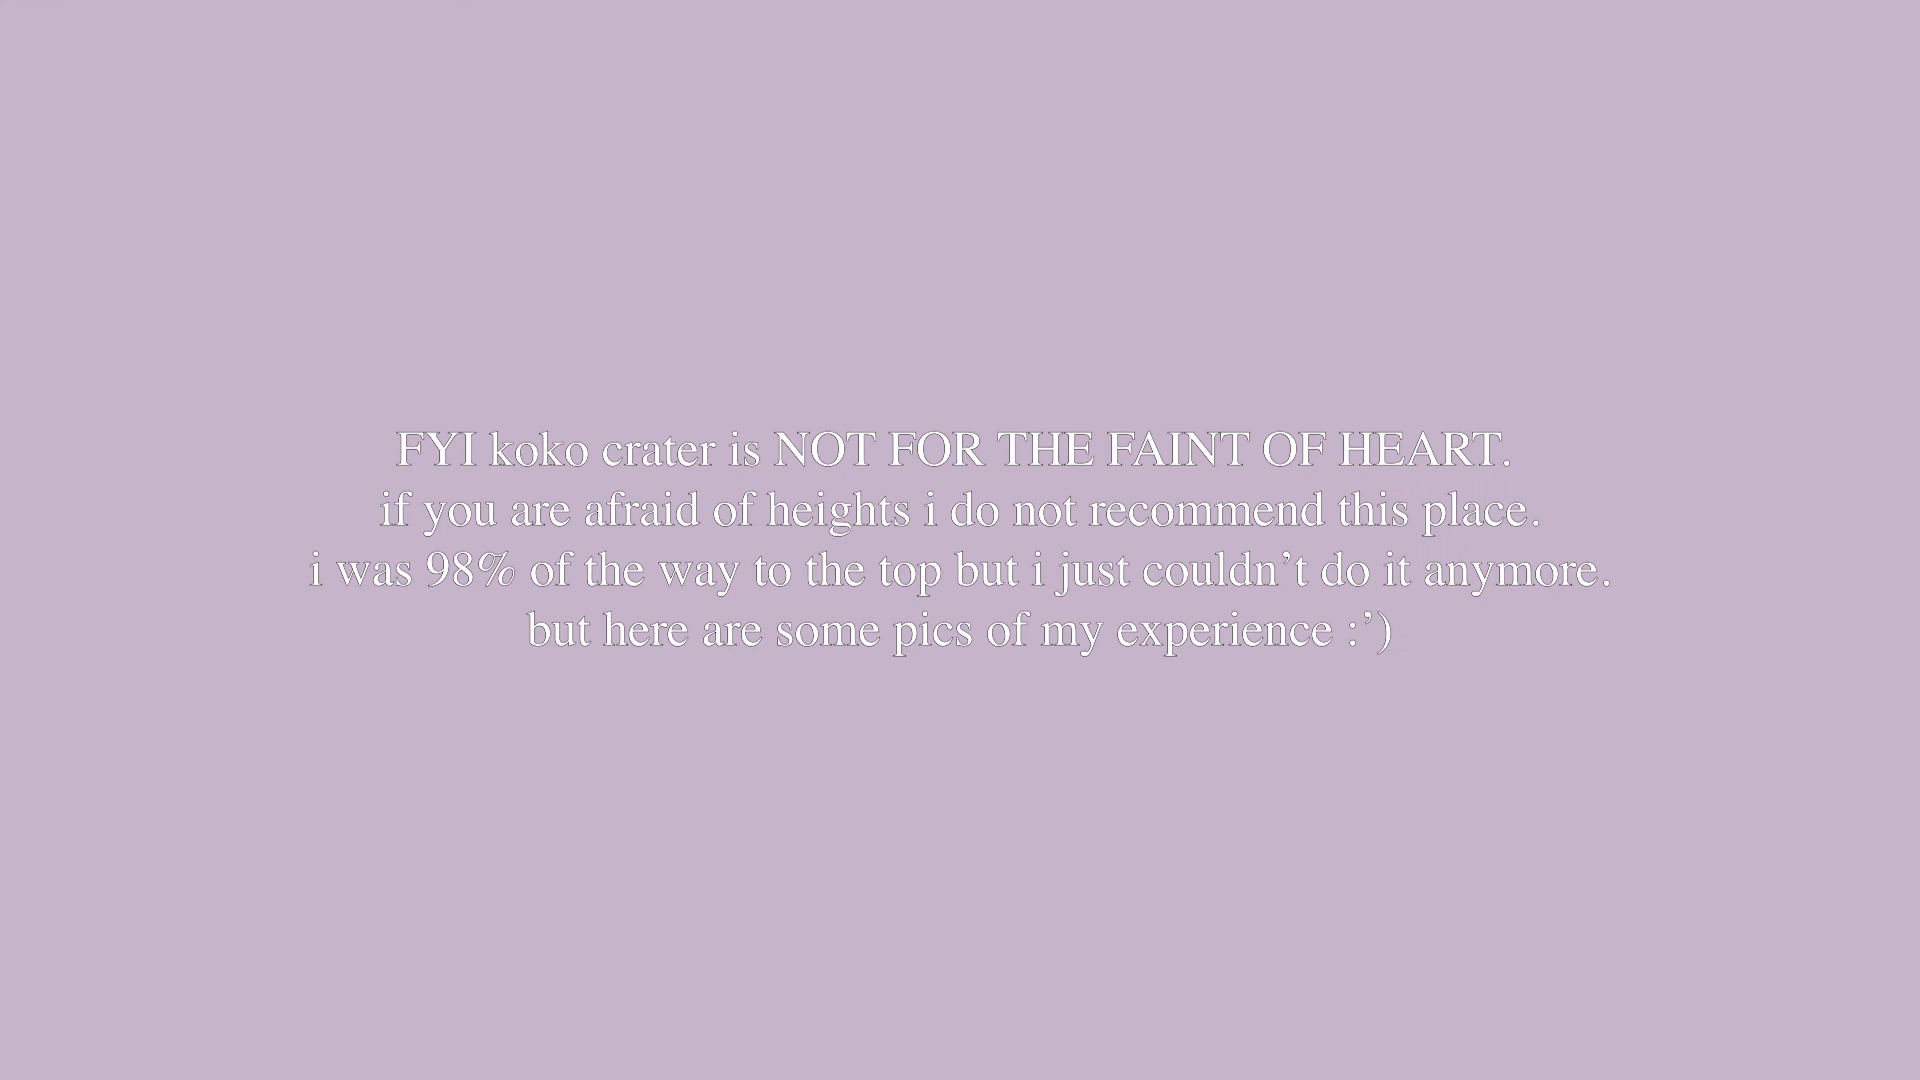 FYI koko crater is NOT FOR THE FAINT OF HEART.
if you are afraid of heights i do not recommend this place.
i was 98% of the way to the top but i just couldn’t do it anymore.
but here are some pics of my experience :’)